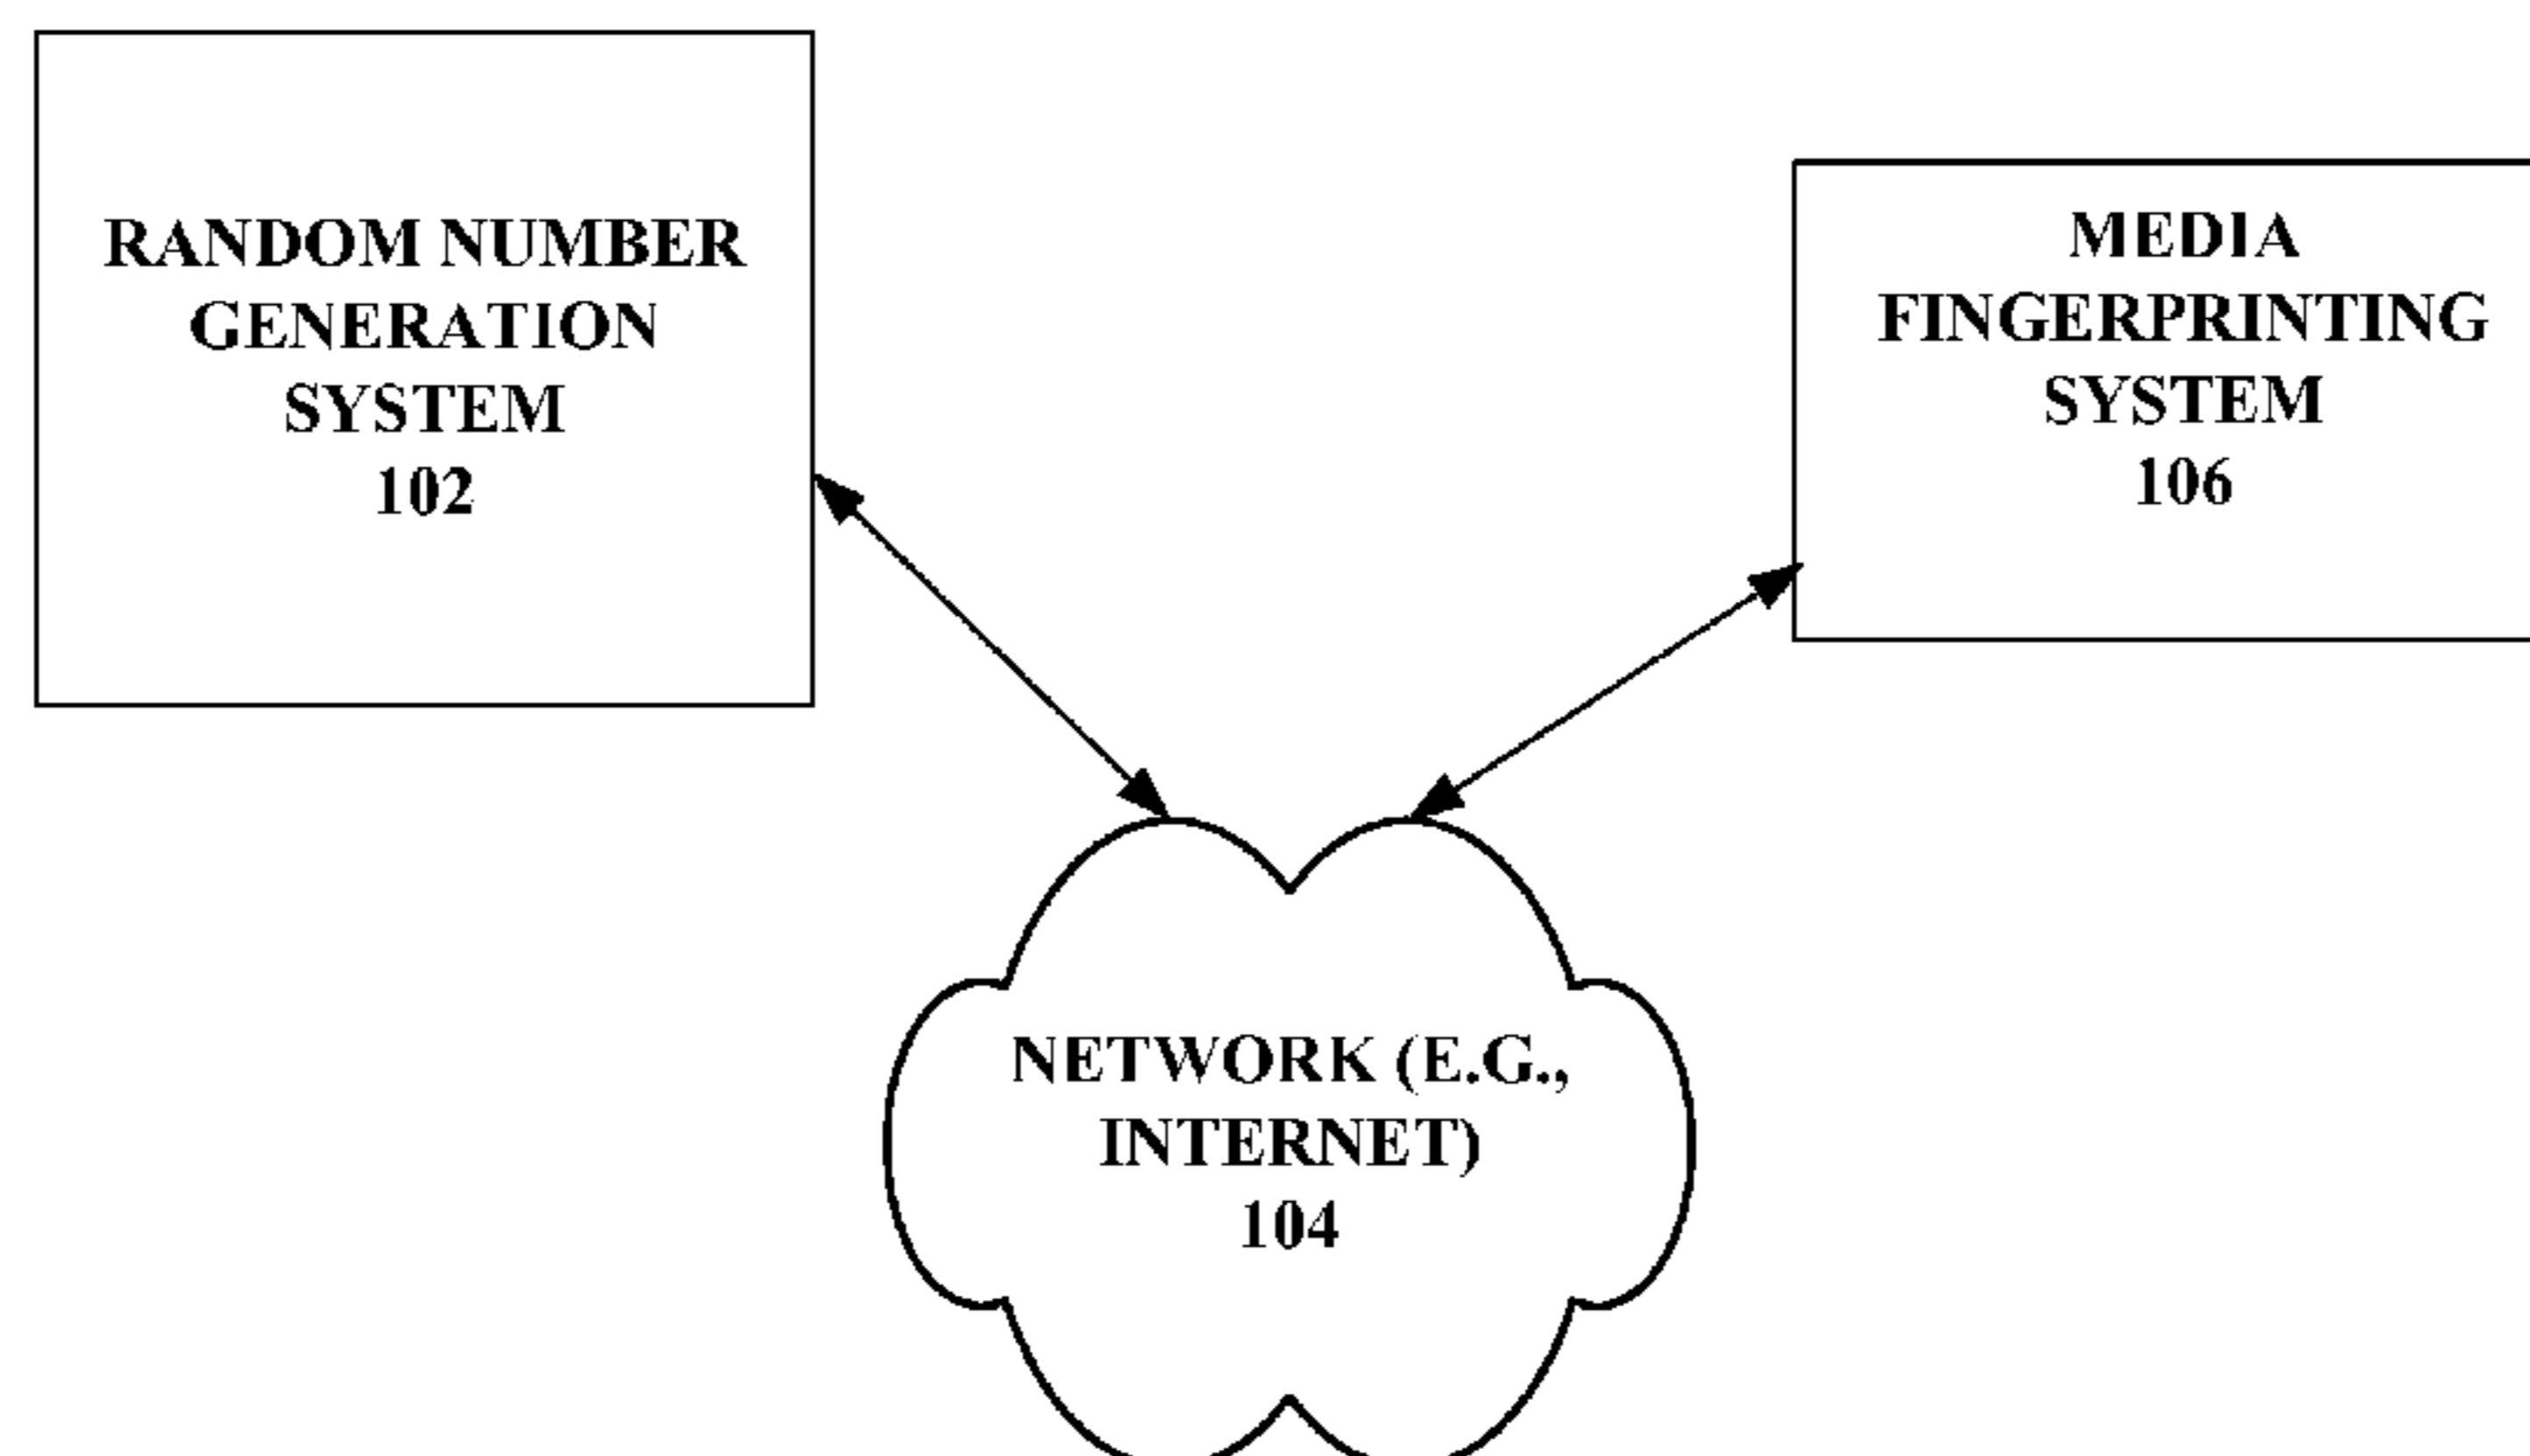 RANDOM NUMBER
GENERATION
SYSTEM
102
MEDIA
FINGERPRINTING
SYSTEM
106
NETWORK (E.G.,
INTERNET)
104